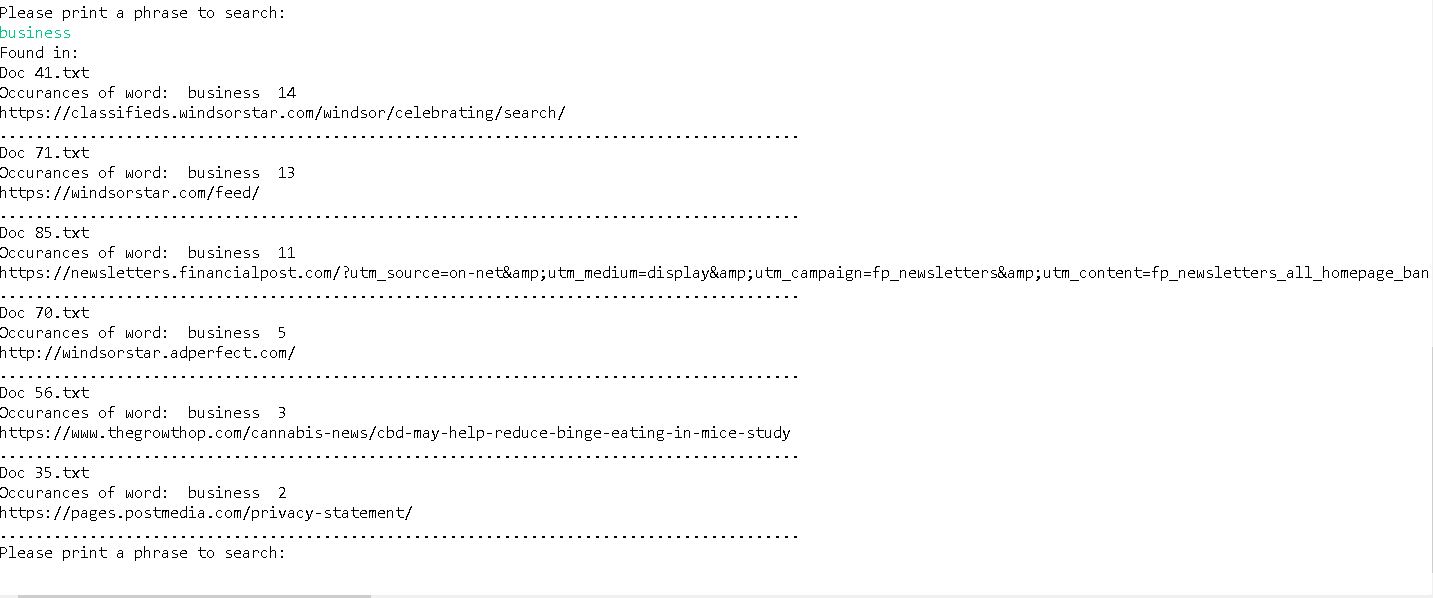 Please print a phrase to search:
business
Found in:
Doc 41.txt
Occurances of word:  business  14
https://classifieds.windsorstar.com/windsor/celebrating/search/
.........................................................................................
Doc 71.txt
Occurances of word:  business  13
https://windsorstar.com/feed/
.........................................................................................
Doc 85.txt
Occurances of word:  business  11
https://newsletters.financialpost.com/?utm_source=on-net&amp;utm_medium=display&amp;utm_campaign=fp_newsletters&amp;utm_content=fp_newsletters_all_homepage_ban
.........................................................................................
Doc 70.txt
Occurances of word:  business  5
http://windsorstar.adperfect.com/
.........................................................................................
Doc 56.txt
Occurances of word:  business  3
https://www.thegrowthop.com/cannabis-news/cbd-may-help-reduce-binge-eating-in-mice-study
.........................................................................................
Doc 35.txt
Occurances of word:  business  2
https://pages.postmedia.com/privacy-statement/
.........................................................................................
Please print a phrase to search: